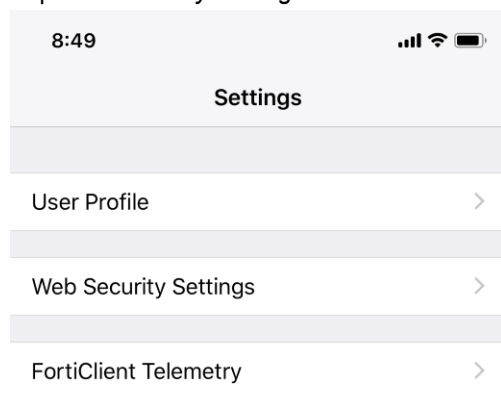 8:49
Settings
User Profile
Web Security Settings
FortiClient Telemetry